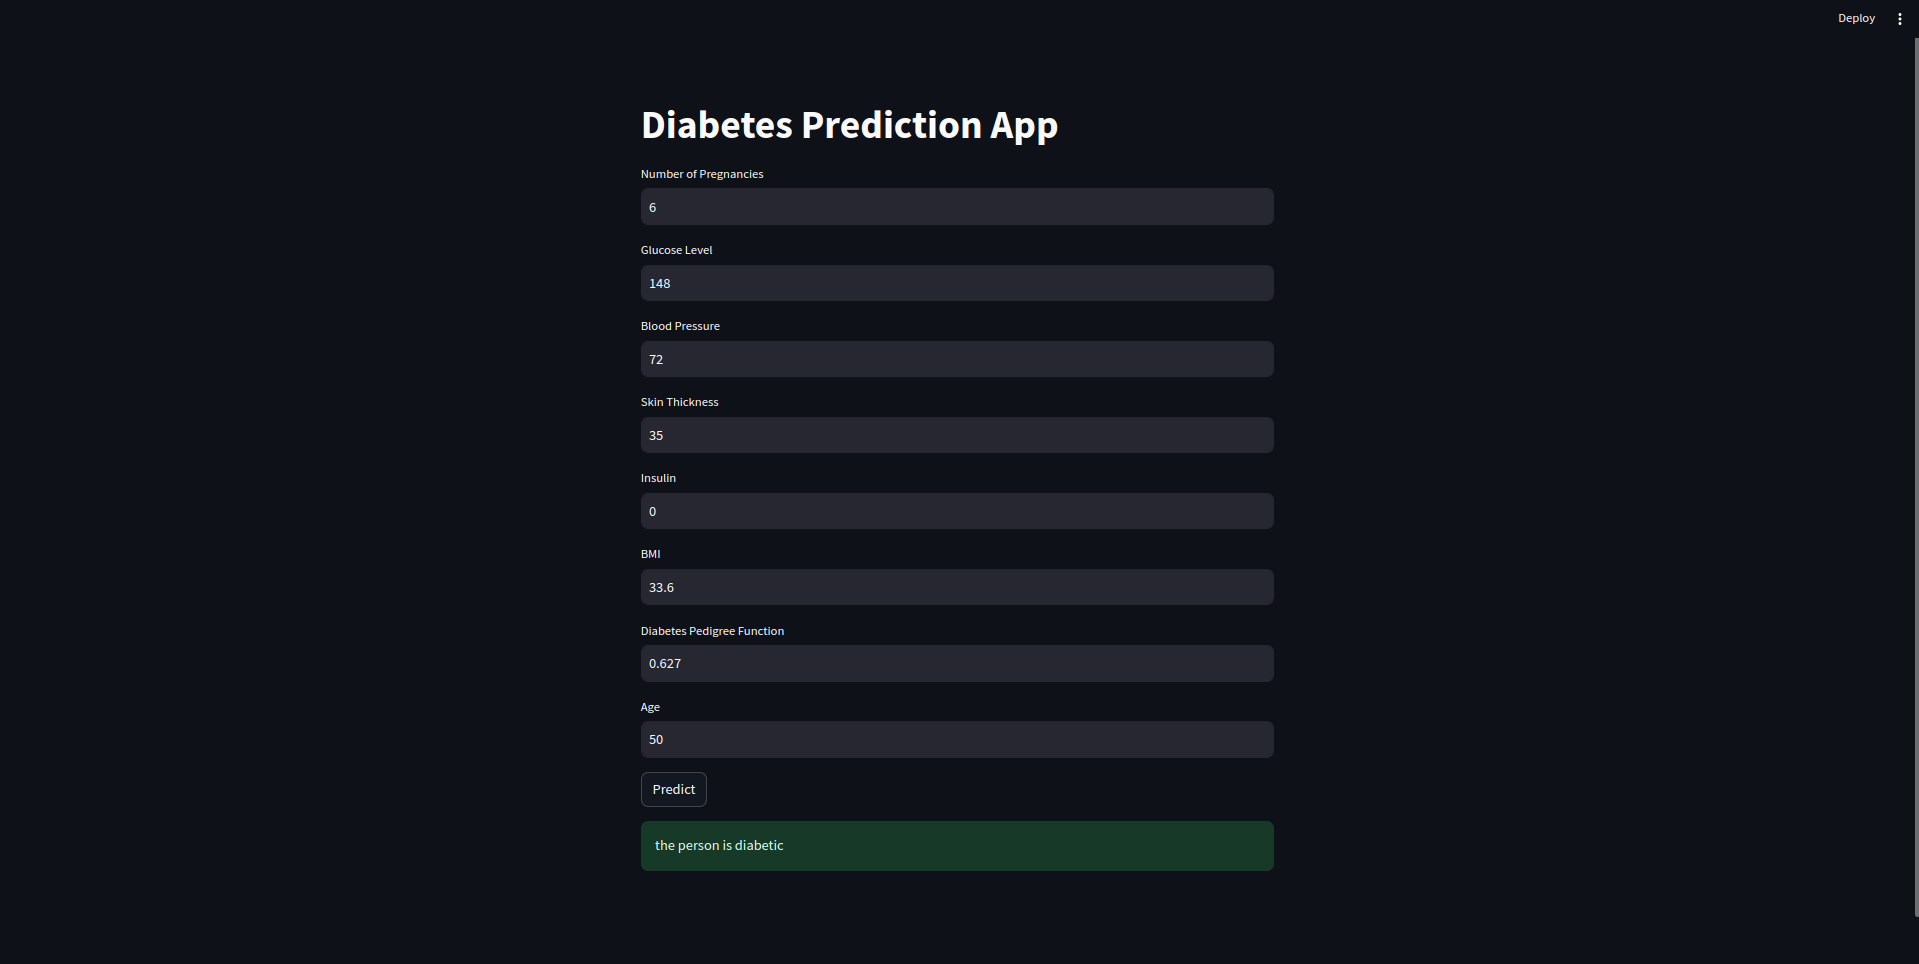 Deploy
Diabetes Prediction App
Number of Pregnancies
6
Glucose Level
148
Blood Pressure
72
Skin Thickness
35
Insulin
0
BMI
33.6
Diabetes Pedigree Function
0.627
Age
50
Predict
the person is diabetic